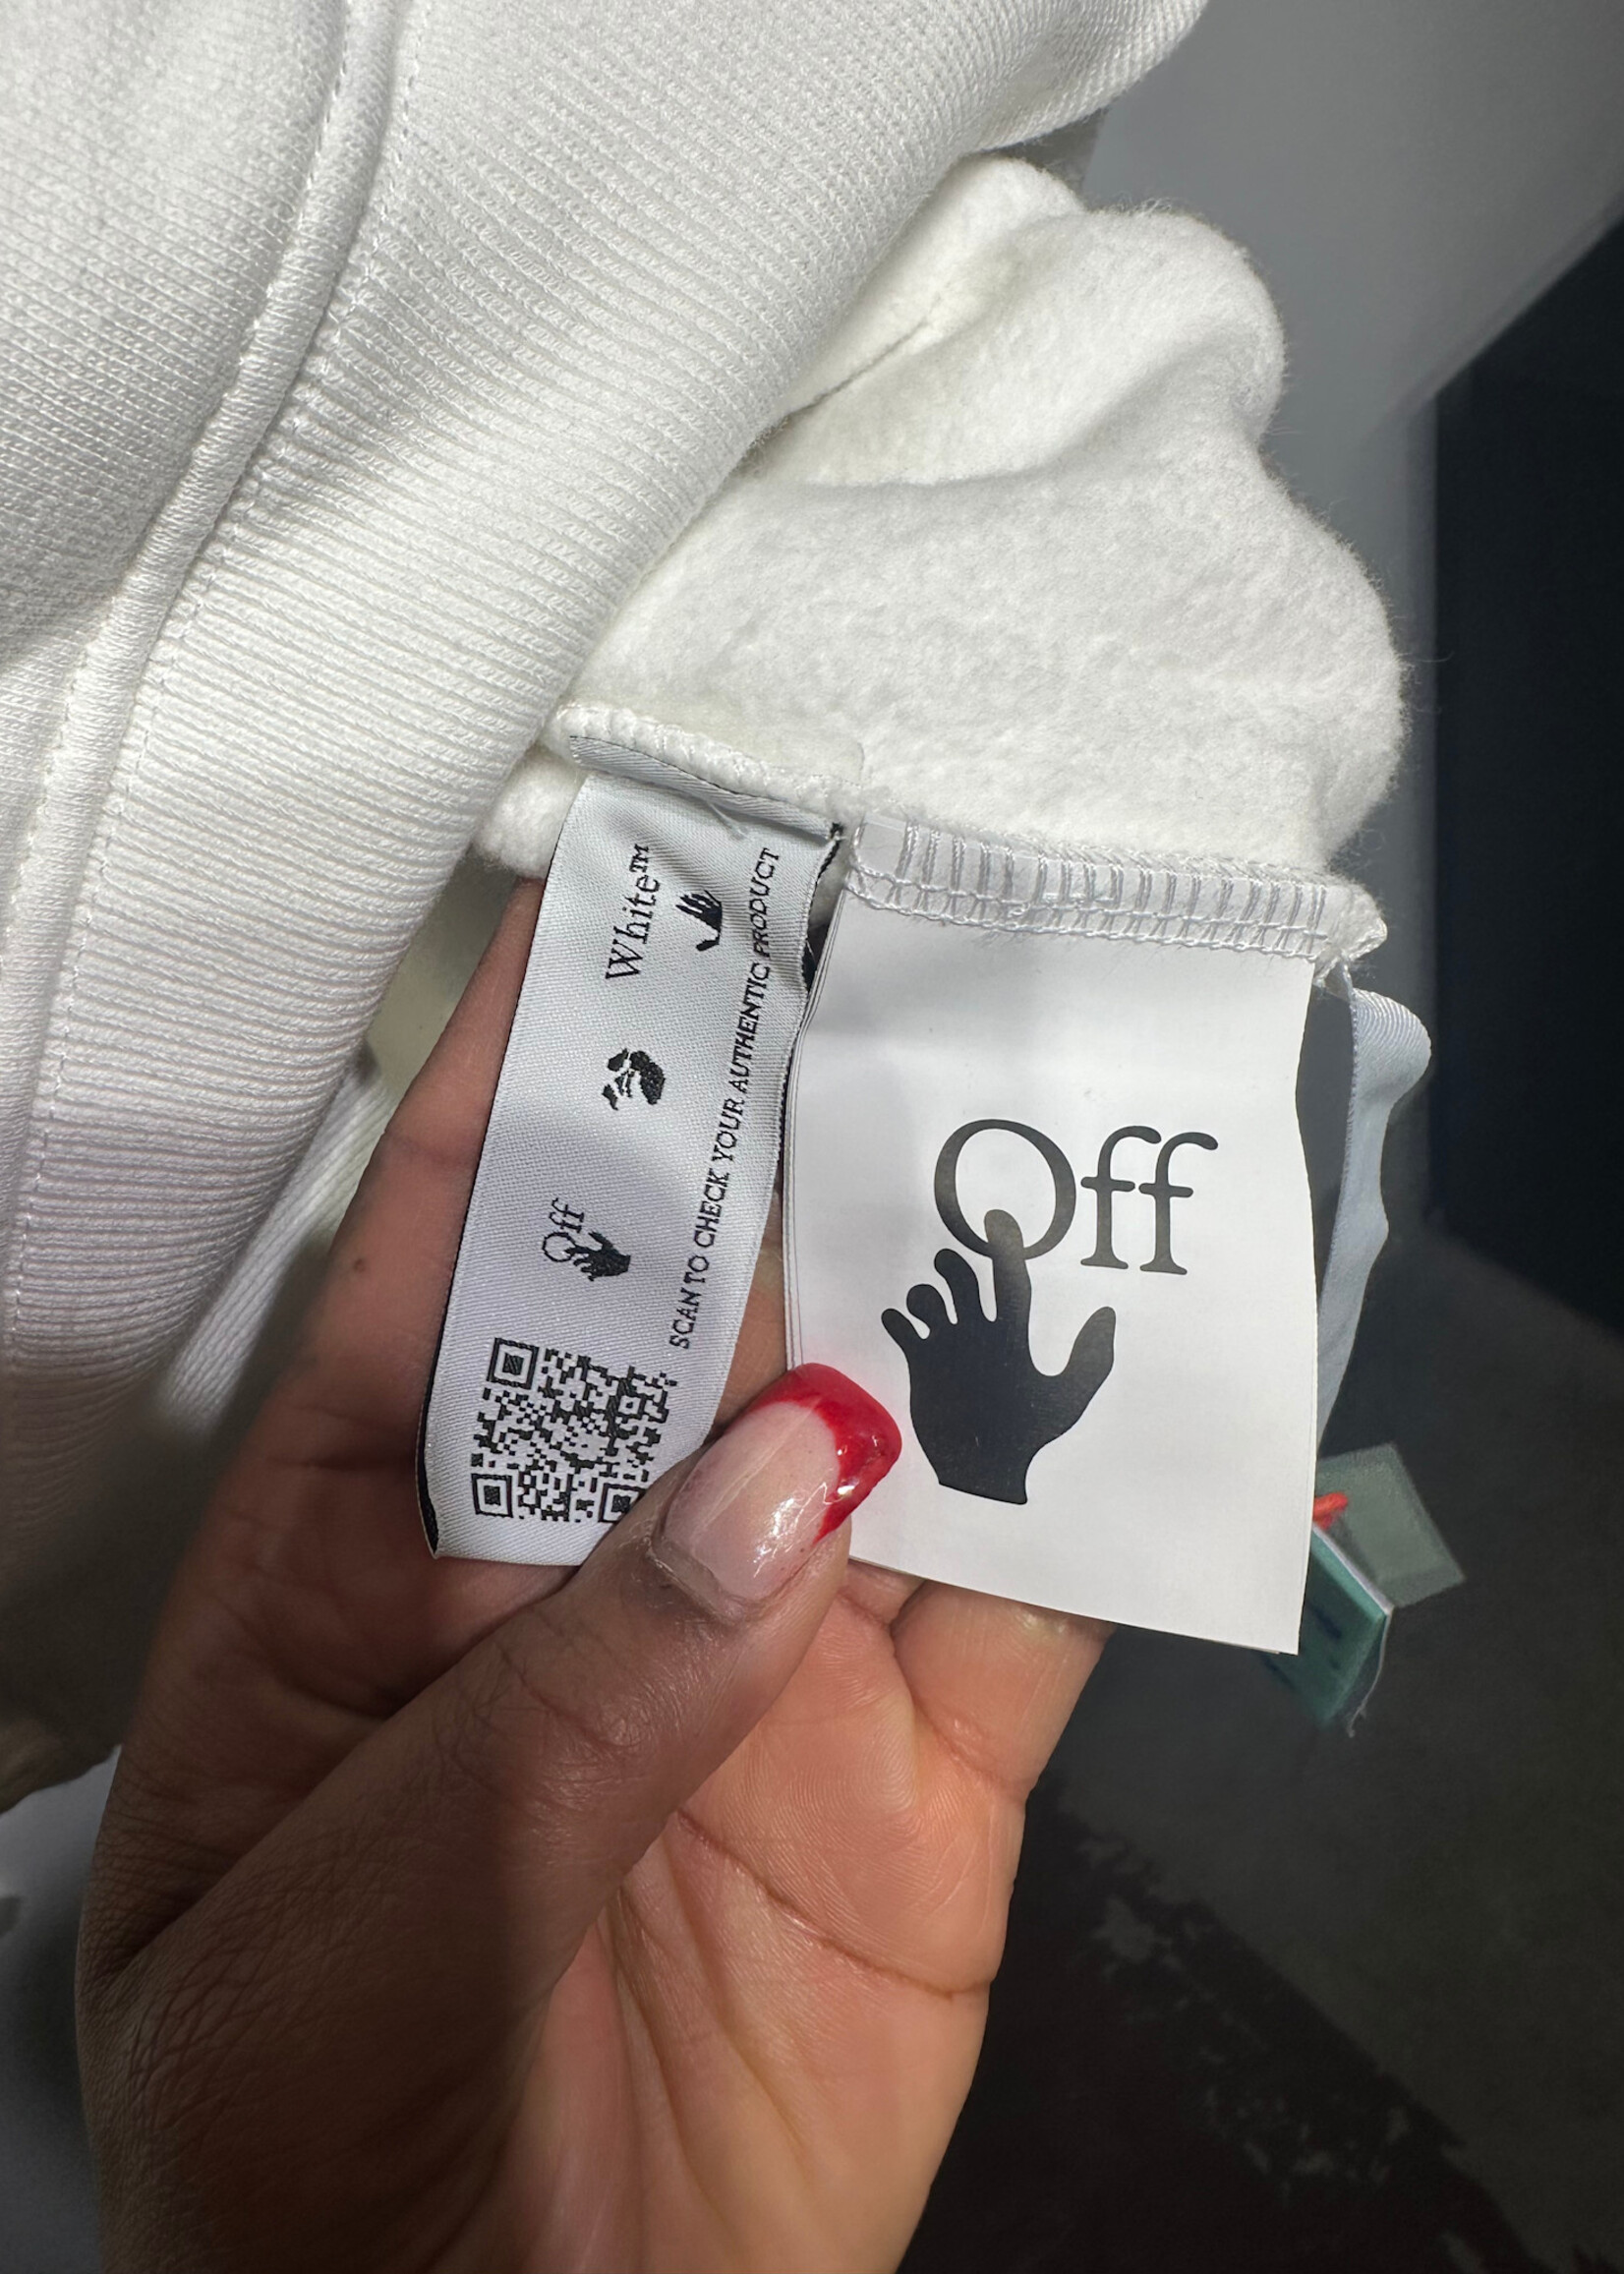 Off White™
SCAN TO CHECK YOUR AUTHENTIC PRODUCT
Off